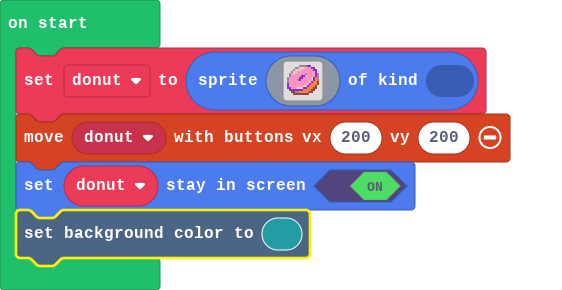 on start
set donut to sprite of kind
move donut with buttons vx 200 vy 200
set donut stay in screen ON
set background color to